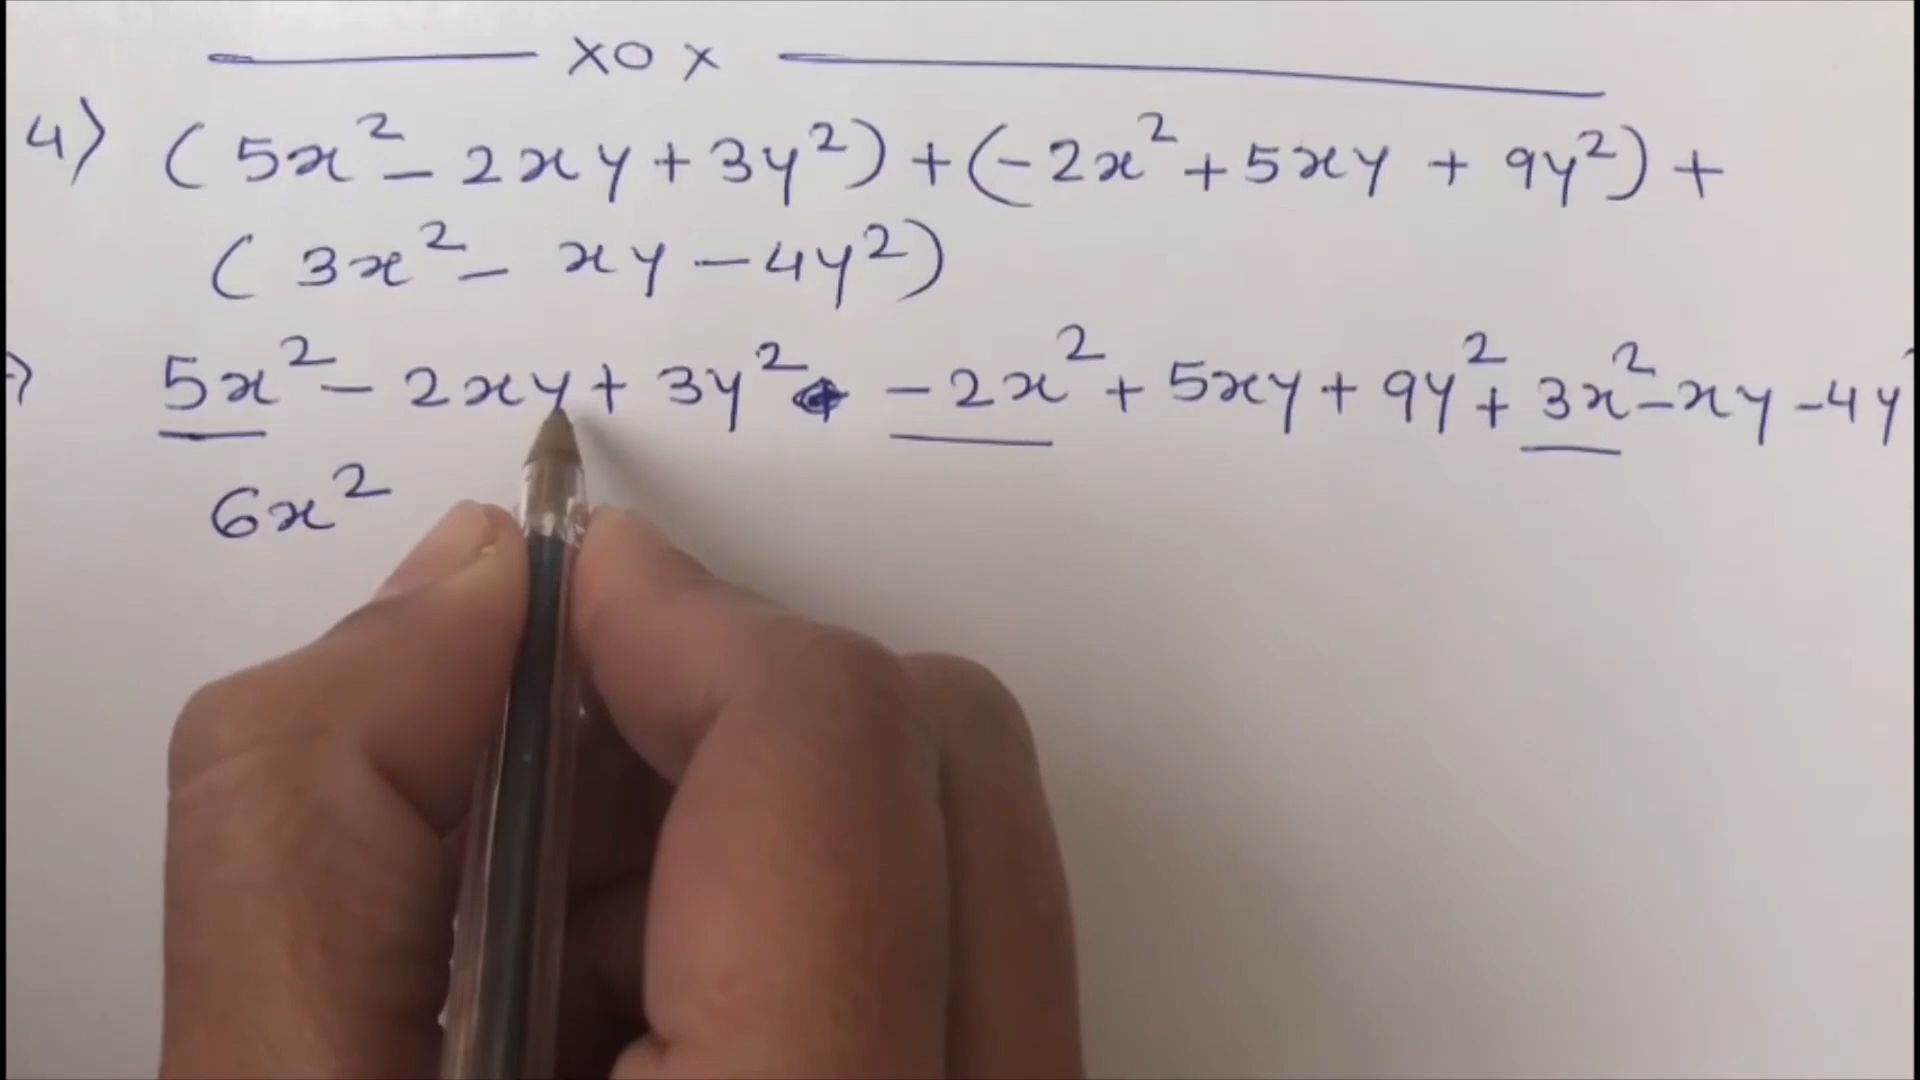 xox
4) (5x² - 2xy + 3y²) + (-2x² + 5xy + 9y²) +
(3x² - xy - 4y²)
5x² - 2xy + 3y² - 2x² + 5xy + 9y² + 3x² - xy - 4y
6x²